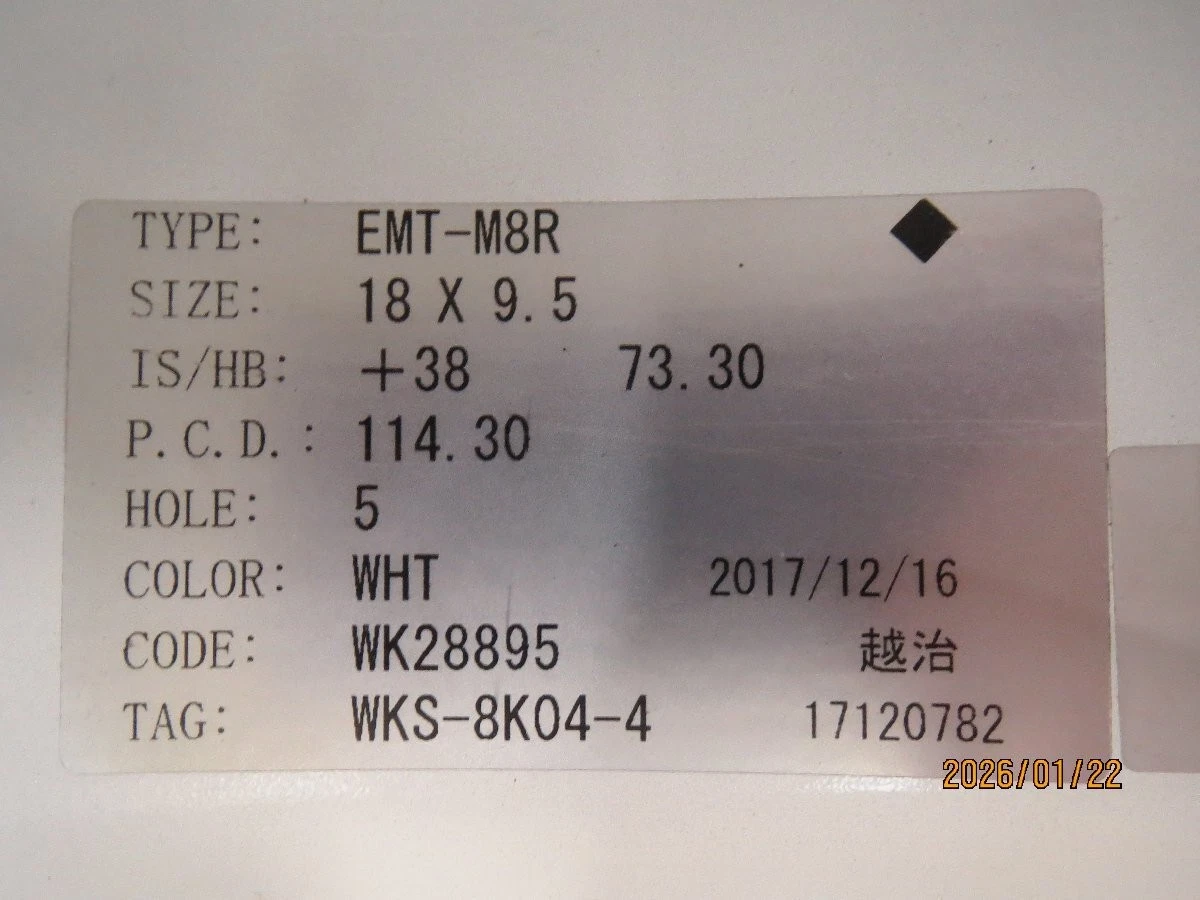 TYPE: EMT-M8R
SIZE: 18 X 9.5
IS/HB: +38 73.30
P.C.D.: 114.30
HOLE: 5
COLOR: WHT 2017/12/16
CODE: WK28895 越治
TAG: WKS-8K04-4 17120782
2026/01/22